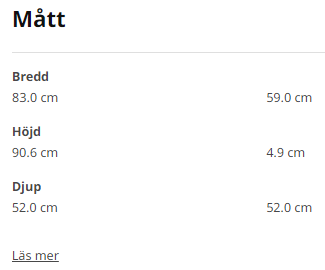 Mått
Bredd
83.0 cm 59.0 cm
Höjd
90.6 cm 4.9 cm
Djup
52.0 cm 52.0 cm
Läs mer